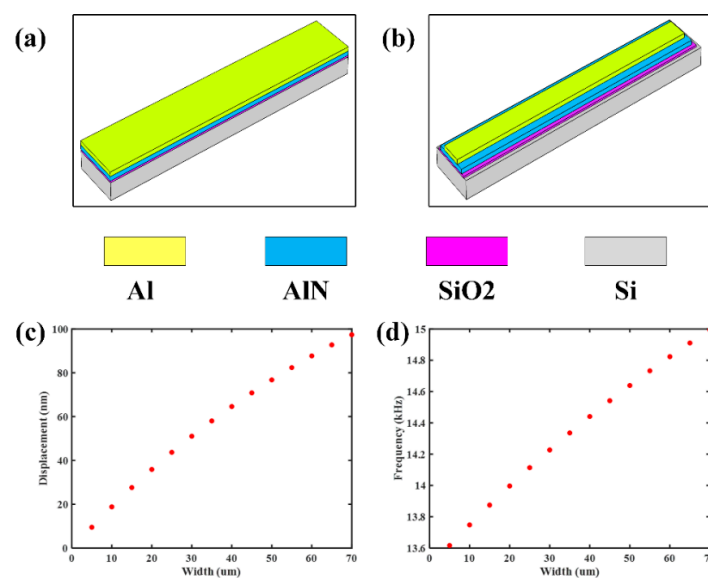 (a)
(b)
Al
AlN
SiO2
Si
(c)
100
80
60
40
20
0
Displacement (nm)
0 10 20 30 40 50 60 70
Width (um)
(d)
15
14.8
14.6
14.4
14.2
14
13.8
13.6
Frequency (kHz)
0 10 20 30 40 50 60 70
Width (um)